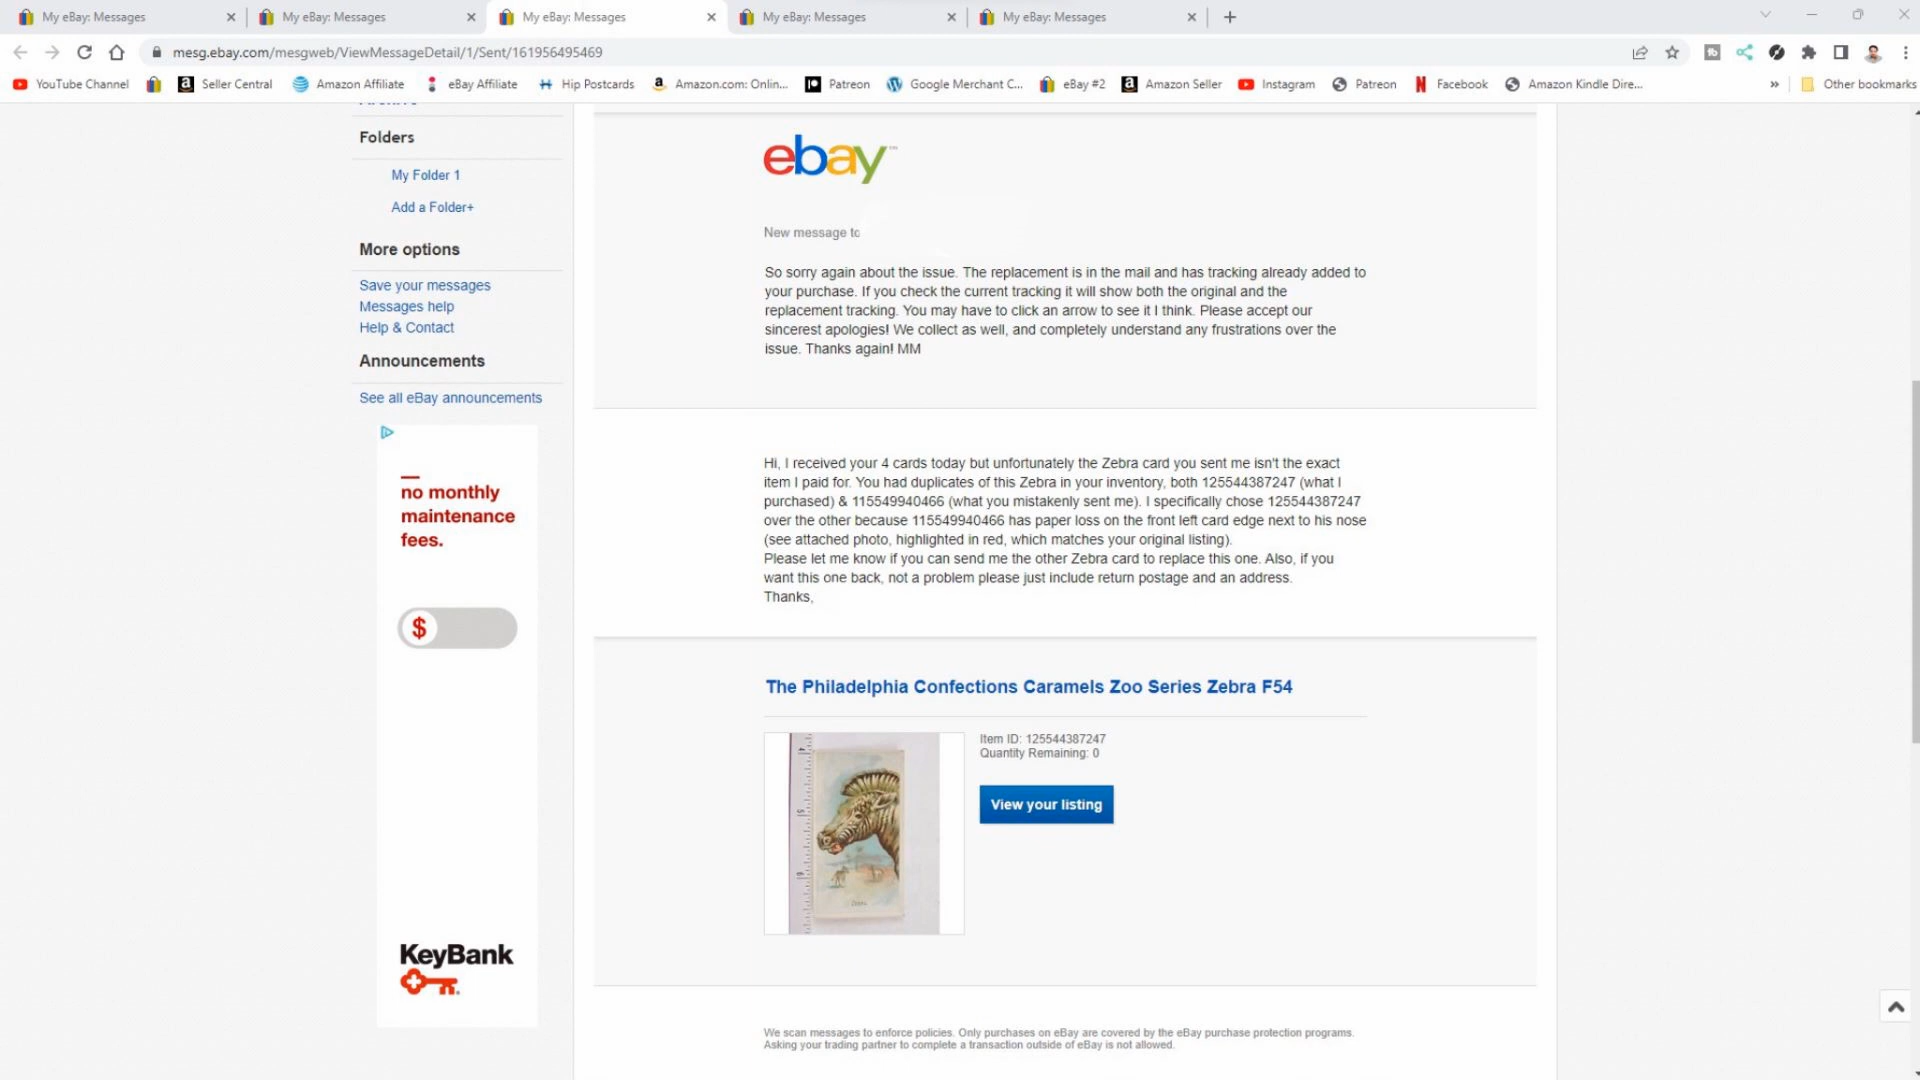 My eBay: Messages
My eBay: Messages
My eBay: Messages
My eBay: Messages
My eBay: Messages
mesg.ebay.com/mesgweb/ViewMessageDetail/1/Sent/161956495469
YouTube Channel
Seller Central
Amazon Affiliate
eBay Affiliate
Hip Postcards
Amazon.com: Onlin...
Patreon
Google Merchant C...
eBay #2
Amazon Seller
Instagram
Patreon
Facebook
Amazon Kindle Dire...
»
Other bookmarks
Folders
My Folder 1
Add a Folder+
More options
Save your messages
Messages help
Help & Contact
Announcements
See all eBay announcements
no monthly
maintenance
fees.
$
KeyBank
ebay
New message to
So sorry again about the issue. The replacement is in the mail and has tracking already added to
your purchase. If you check the current tracking it will show both the original and the
replacement tracking. You may have to click an arrow to see it I think. Please accept our
sincerest apologies! We collect as well, and completely understand any frustrations over the
issue. Thanks again! MM
Hi, I received your 4 cards today but unfortunately the Zebra card you sent me isn't the exact
item I paid for. You had duplicates of this Zebra in your inventory, both 125544387247 (what I
purchased) & 115549940466 (what you mistakenly sent me). I specifically chose 125544387247
over the other because 115549940466 has paper loss on the front left card edge next to his nose
(see attached photo, highlighted in red, which matches your original listing).
Please let me know if you can send me the other Zebra card to replace this one. Also, if you
want this one back, not a problem please just include return postage and an address.
Thanks,
The Philadelphia Confections Caramels Zoo Series Zebra F54
Item ID: 125544387247
Quantity Remaining: 0
View your listing
We scan messages to enforce policies. Only purchases on eBay are covered by the eBay purchase protection programs.
Asking your trading partner to complete a transaction outside of eBay is not allowed.